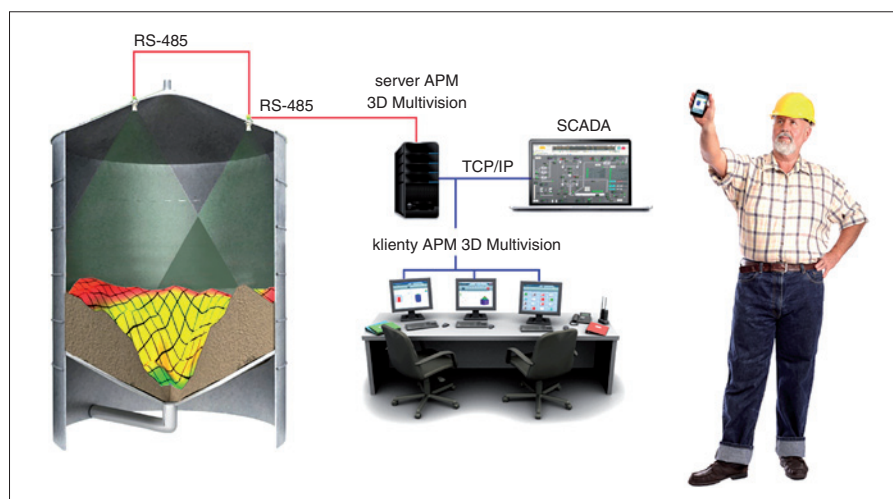 RS-485
RS-485
server APM
3D Multivision
SCADA
TCP/IP
klienty APM 3D Multivision